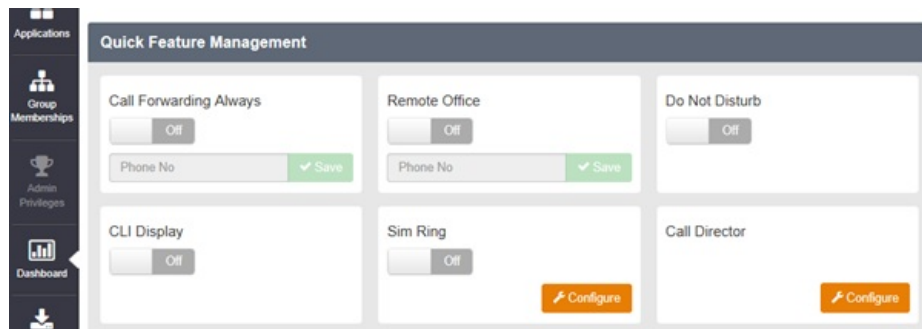 Applications
Group
Memberships
Admin
Privileges
Dashboard
Quick Feature Management
Call Forwarding Always
Off
Phone No
Save
Remote Office
Off
Phone No
Save
Do Not Disturb
Off
CLI Display
Off
Sim Ring
Off
Configure
Call Director
Configure